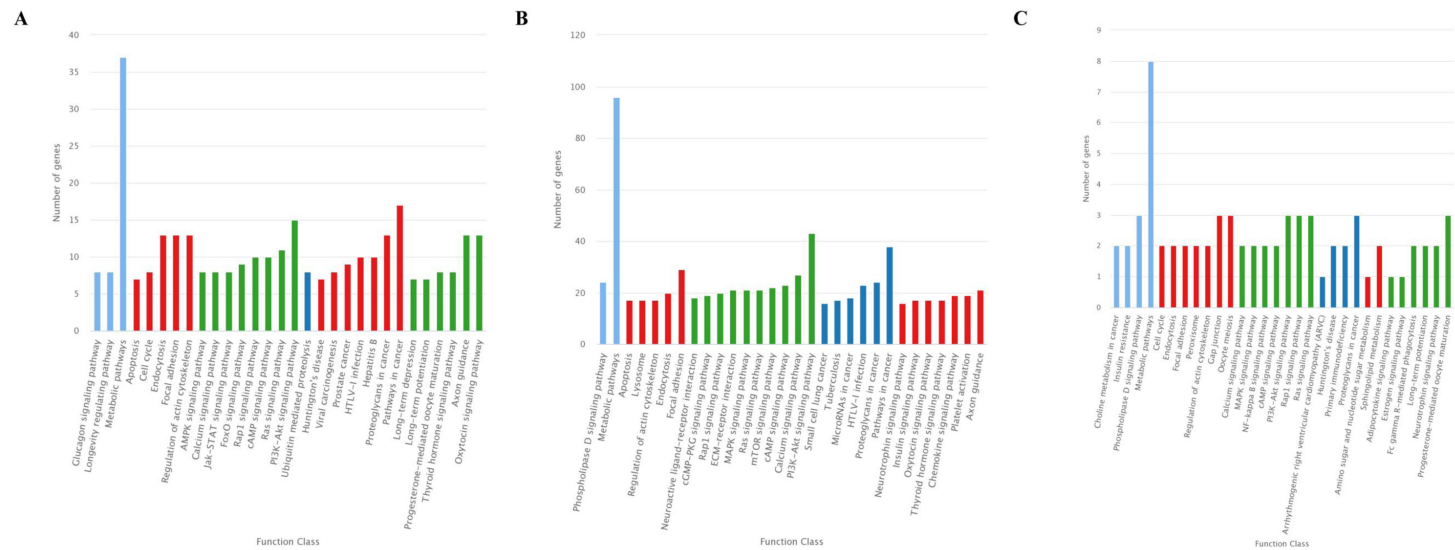 A
40
35
30
25
20
15
10
5
0
Number of genes
Glucagon signaling pathway
Longevity regulating pathway
Metabolic pathways
Apoptosis
Cell cycle
Endocytosis
Focal adhesion
Regulation of actin cytoskeleton
AMPK signaling pathway
Calcium signaling pathway
Jak-STAT signaling pathway
FoxO signaling pathway
Rap1 signaling pathway
cAMP signaling pathway
Ras signaling pathway
PI3K-Akt signaling pathway
Ubiquitin mediated proteolysis
Huntington's disease
Viral carcinogenesis
Prostate cancer
HTLV-I infection
Hepatitis B
Proteoglycans in cancer
Pathways in cancer
Long-term depression
Long-term potentiation
Progesterone-mediated oocyte maturation
Thyroid hormone signaling pathway
Axon guidance
Oxytocin signaling pathway
Function Class
B
120
100
80
60
40
20
0
Number of genes
Phospholipase D signaling pathway
Metabolic pathways
Apoptosis
Lysosome
Regulation of actin cytoskeleton
Endocytosis
Focal adhesion
Neuroactive ligand-receptor interaction
cGMP-PKG signaling pathway
Rap1 signaling pathway
ECM-receptor interaction
MAPK signaling pathway
Ras signaling pathway
mTOR signaling pathway
cAMP signaling pathway
Calcium signaling pathway
PI3K-Akt signaling pathway
Small cell lung cancer
Tuberculosis
MicroRNAs in cancer
HTLV-I infection
Proteoglycans in cancer
Pathways in cancer
Neurotrophin signaling pathway
Insulin signaling pathway
Oxytocin signaling pathway
Thyroid hormone signaling pathway
Chemokine signaling pathway
Platelet activation
Axon guidance
Function Class
C
9
8
7
6
5
4
3
2
1
0
Number of genes
Choline metabolism in cancer
Insulin resistance
Phospholipase D signaling pathway
Metabolic pathways
Cell cycle
Endocytosis
Focal adhesion
Peroxisome
Regulation of actin cytoskeleton
Gap junction
Oocyte meiosis
Calcium signaling pathway
MAPK signaling pathway
NF-kappa B signaling pathway
cAMP signaling pathway
PI3K-Akt signaling pathway
Rap1 signaling pathway
Ras signaling pathway
Arrhythmogenic right ventricular cardiomyopathy (ARVC)
Huntington's disease
Primary immunodeficiency
Proteoglycans in cancer
Amino sugar and nucleotide sugar metabolism
Sphingolipid metabolism
Adipocytokine signaling pathway
Estrogen signaling pathway
Fc gamma R-mediated phagocytosis
Long-term potentiation
Neurotrophin signaling pathway
Progesterone-mediated oocyte maturation
Function Class